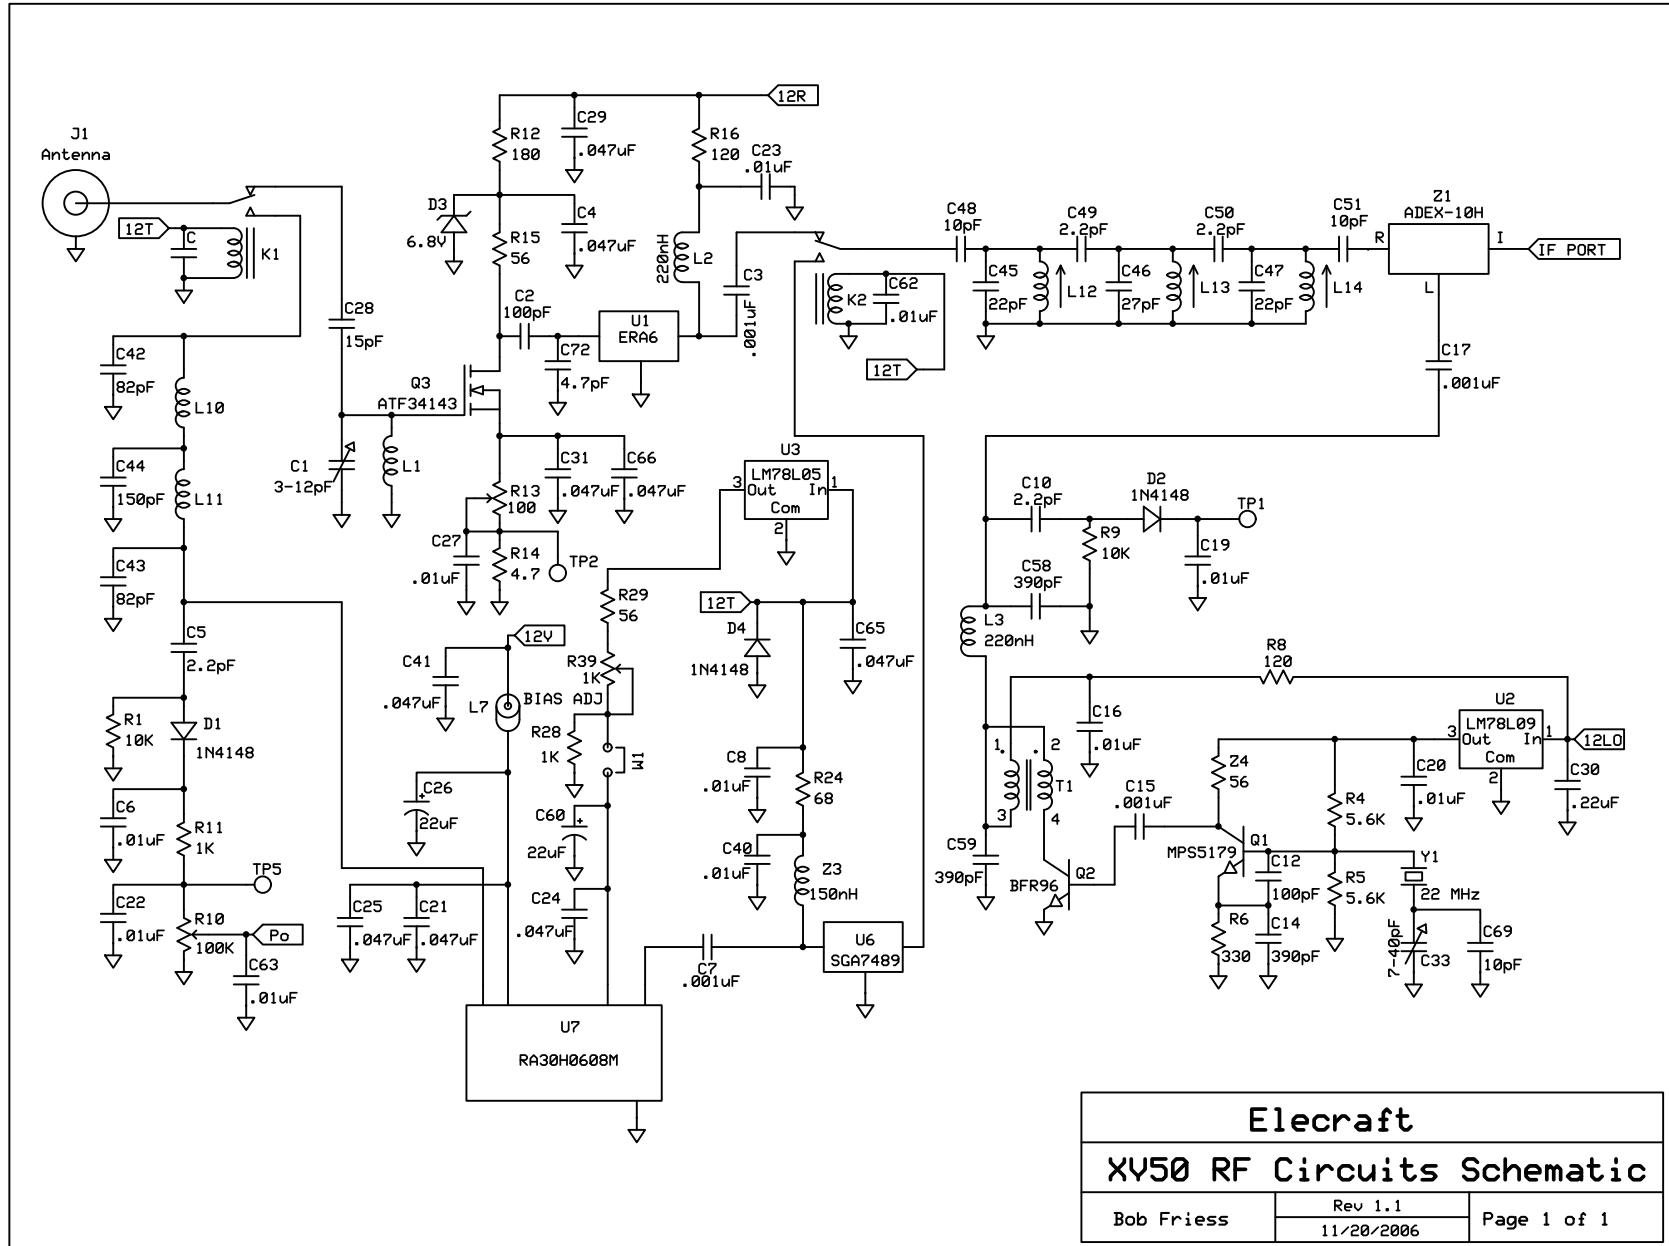 J1
Antenna
12T
C
K1
C28
15pF
C42
82pF
L10
C44
150pF
L11
C43
82pF
C1
3-12pF
L1
Q3
ATF34143
12R
R12
180
C29
.047uF
R16
120
C23
.01uF
D3
6.8V
C4
.047uF
R15
56
220nH
L2
C3
.001uF
C2
100pF
U1
ERA6
C72
4.7pF
K2
C62
.01uF
12T
C48
10pF
C49
2.2pF
C50
2.2pF
C51
10pF
Z1
ADEX-10H
R
I
L
IF PORT
C45
22pF
L12
C46
27pF
L13
C47
22pF
L14
C17
.001uF
C31
.047uF
C66
.047uF
R13
100
C27
.01uF
R14
4.7
TP2
U3
LM78L05
3
Out
In
1
Com
2
R29
56
12T
D4
1N4148
C65
.047uF
C10
2.2pF
D2
1N4148
TP1
R9
10K
C19
.01uF
C58
390pF
L3
220nH
R8
120
C5
2.2pF
R1
10K
D1
1N4148
C6
.01uF
R11
1K
TP5
C22
.01uF
R10
100K
Po
C63
.01uF
12V
C41
.047uF
L7
BIAS ADJ
R39
1K
R28
1K
W1
C26
+
22uF
C60
+
22uF
C25
.047uF
C21
.047uF
C24
.047uF
C8
.01uF
R24
68
C40
.01uF
Z3
150nH
C7
.001uF
U6
SGA7489
U7
RA30H0608M
C16
.01uF
1
2
T1
3
4
C59
390pF
Q2
BFR96
C15
.001uF
Z4
56
Q1
MPS5179
R4
5.6K
C20
.01uF
U2
LM78L09
3
Out
In
1
Com
2
12LO
C30
.22uF
C12
100pF
R5
5.6K
Y1
22 MHz
R6
330
C14
390pF
7-40pF
C33
C69
10pF
Elecraft
XV50 RF Circuits Schematic
Bob Friess
Rev 1.1
11/20/2006
Page 1 of 1